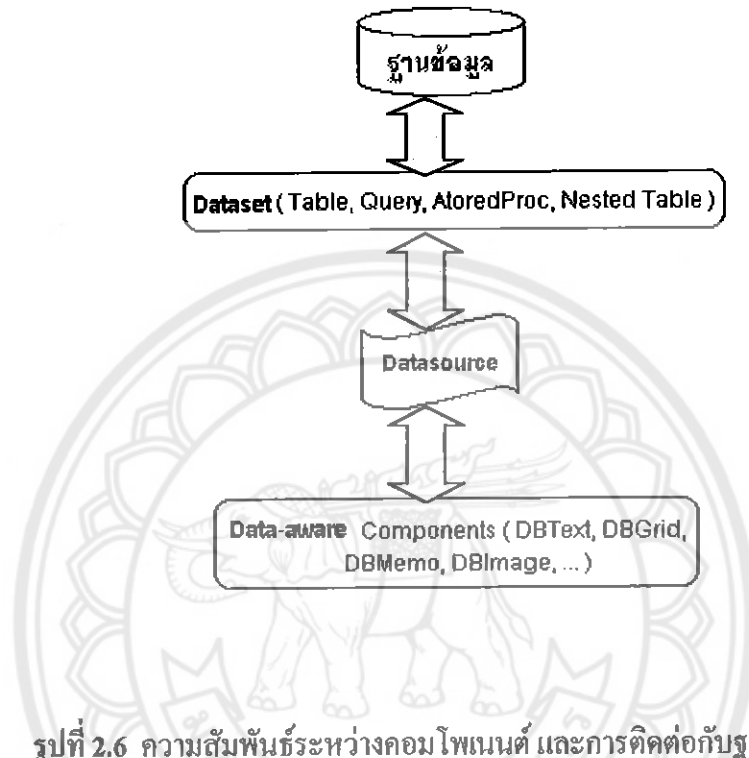 ฐานข้อมูล
Dataset ( Table, Query, AtoredProc, Nested Table )
Datasource
Data-aware Components ( DBText, DBGrid,
DBMemo, DBImage, ... )
รูปที่ 2.6 ความสัมพันธ์ระหว่างคอมโพเนนต์ และการติดต่อกับฐ